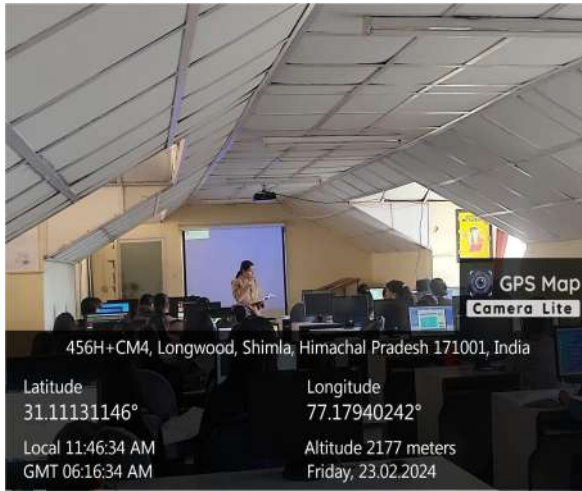 GPS Map
Camera Lite
456H+CM4, Longwood, Shimla, Himachal Pradesh 171001, India
Latitude
31.11131146°
Longitude
77.17940242°
Local 11:46:34 AM
GMT 06:16:34 AM
Altitude 2177 meters
Friday, 23.02.2024